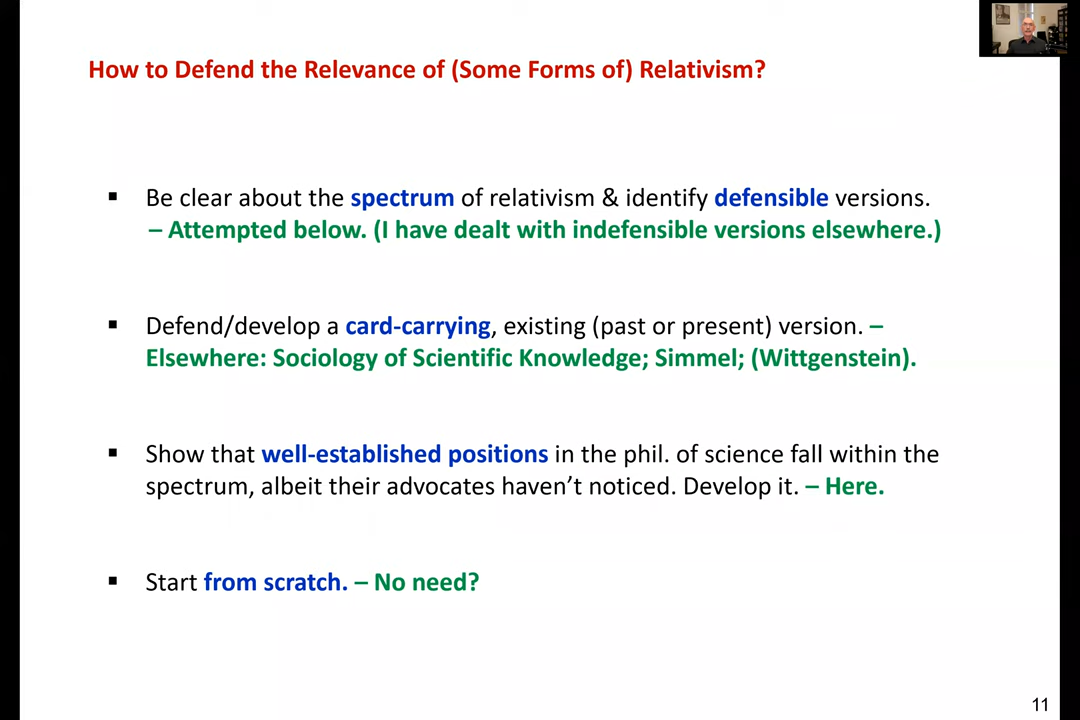 How to Defend the Relevance of (Some Forms of) Relativism?
▪ Be clear about the spectrum of relativism & identify defensible versions.
– Attempted below. (I have dealt with indefensible versions elsewhere.)
▪ Defend/develop a card-carrying, existing (past or present) version. –
Elsewhere: Sociology of Scientific Knowledge; Simmel; (Wittgenstein).
▪ Show that well-established positions in the phil. of science fall within the
spectrum, albeit their advocates haven’t noticed. Develop it. – Here.
▪ Start from scratch. – No need?
11